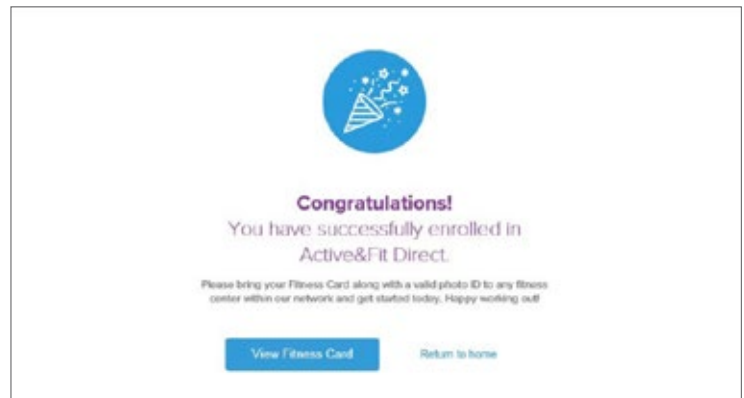 Congratulations!
You have successfully enrolled in
Active&Fit Direct.
Please bring your Fitness Card along with a valid photo ID to any fitness
center within our network and get started today. Happy working out!
View Fitness Card
Return to home